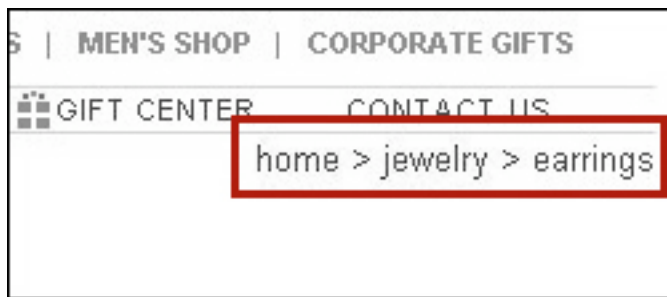 S | MEN'S SHOP | CORPORATE GIFTS
GIFT CENTER CONTACT US
home > jewelry > earrings